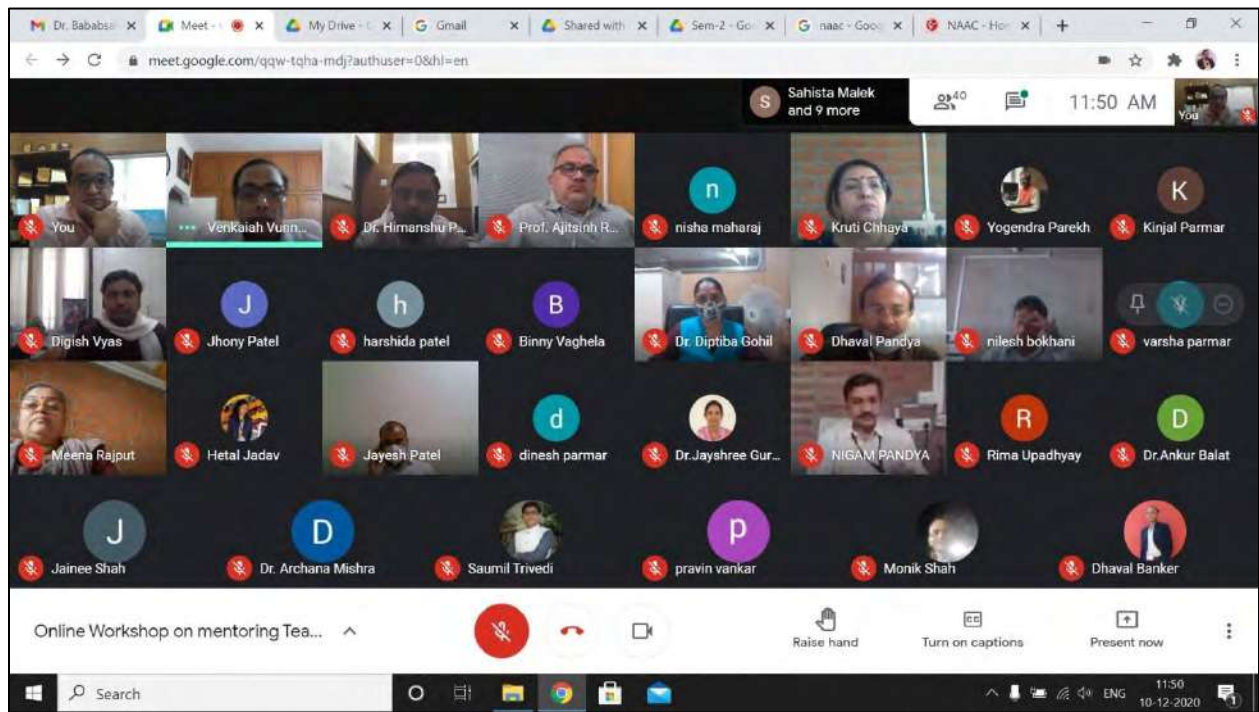 Dr. Bababsa
Meet -
My Drive -
Gmail
Shared with
Sem-2 - Go
naac - Goo
NAAC - Ho
meet.google.com/qqw-tqha-mdj?authuser=0&hl=en
S
Sahista Malek
and 9 more
40
11:50 AM
You
You
Venkaiah Vunn...
Dr. Himanshu P...
Prof. Ajitsinh R...
n
nisha maharaj
Kruti Chhaya
Yogendra Parekh
K
Kinjal Parmar
Digish Vyas
J
Jhony Patel
h
harshida patel
B
Binny Vaghela
Dr. Diptiba Gohil
Dhaval Pandya
nilesh bokhani
varsha parmar
Meena Rajput
Hetal Jadav
Jayesh Patel
d
dinesh parmar
Dr.Jayshree Gur...
NIGAM PANDYA
R
Rima Upadhyay
D
Dr.Ankur Balat
J
Jainee Shah
D
Dr. Archana Mishra
Saumil Trivedi
p
pravin vankar
Monik Shah
Dhaval Banker
Online Workshop on mentoring Tea...
Raise hand
Turn on captions
Present now
Search
ENG
11:50
10-12-2020
1